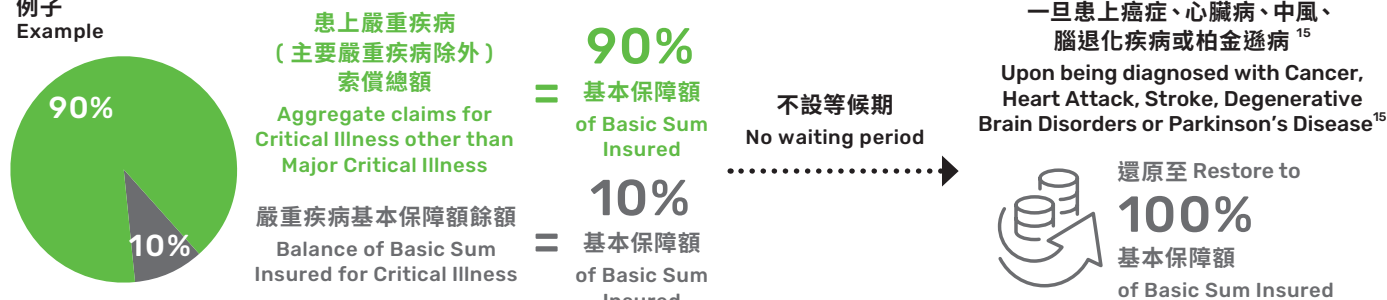 例子
Example
90%
10%
患上嚴重疾病
(主要嚴重疾病除外)
索償總額
Aggregate claims for
Critical Illness other than
Major Critical Illness
=
90%
基本保障額
of Basic Sum
Insured
嚴重疾病基本保障額餘額
Balance of Basic Sum
Insured for Critical Illness
=
10%
基本保障額
of Basic Sum
Insured
不設等候期
No waiting period
一旦患上癌症、心臟病、中風、
腦退化疾病或柏金遜病 15
Upon being diagnosed with Cancer,
Heart Attack, Stroke, Degenerative
Brain Disorders or Parkinson's Disease15
還原至 Restore to
100%
基本保障額
of Basic Sum Insured